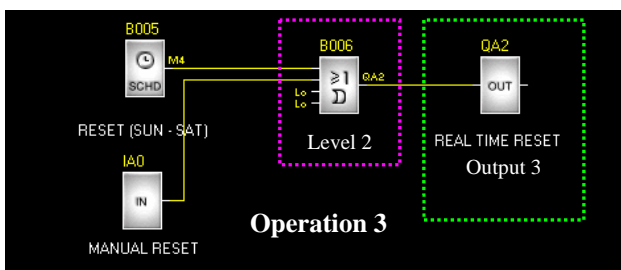 B005
M4
SCHD
RESET (SUN - SAT)
IA0
IN
MANUAL RESET
B006
≥1
QA2
Lo
Lo
Level 2
QA2
OUT
REAL TIME RESET
Output 3
Operation 3